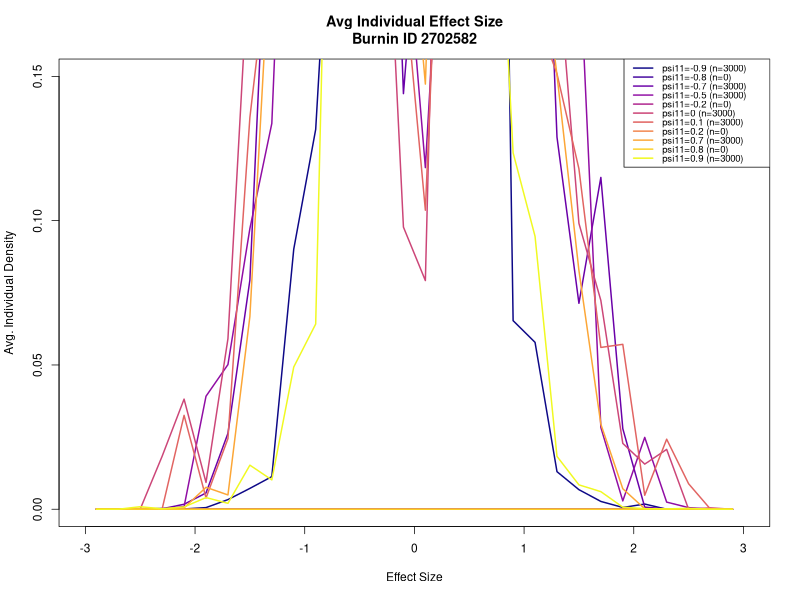 Avg Individual Effect Size
Burnin ID 2702582
psi11=-0.9 (n=3000)
psi11=-0.8 (n=0)
psi11=-0.7 (n=3000)
psi11=-0.5 (n=3000)
psi11=-0.2 (n=0)
psi11=0 (n=3000)
psi11=0.1 (n=3000)
psi11=0.2 (n=0)
psi11=0.7 (n=3000)
psi11=0.8 (n=0)
psi11=0.9 (n=3000)
Avg. Individual Density
0.15
0.10
0.05
0.00
-3 -2 -1 0 1 2 3
Effect Size